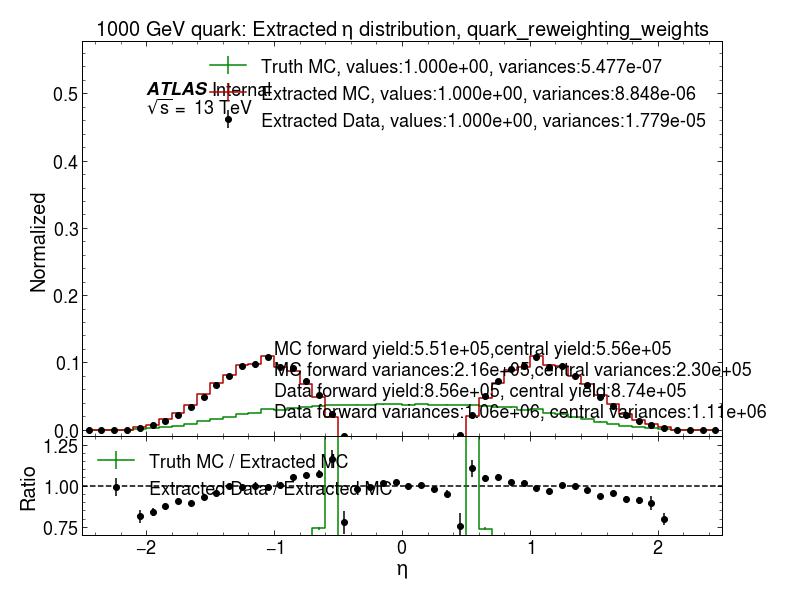 1000 GeV quark: Extracted η distribution, quark_reweighting_weights
Truth MC, values:1.000e+00, variances:5.477e-07
ATLAS Internal
Extracted MC, values:1.000e+00, variances:8.848e-06
√s = 13 TeV
Extracted Data, values:1.000e+00, variances:1.779e-05
Normalized
0.5
0.4
0.3
0.2
0.1
0.0
MC forward yield:5.51e+05,central yield:5.56e+05
MC forward variances:2.16e+05,central variances:2.30e+05
Data forward yield:8.56e+05, central yield:8.74e+05
Data forward variances:1.06e+06, central variances:1.11e+06
Ratio
1.25
1.00
0.75
Truth MC / Extracted MC
Extracted Data / Extracted MC
−2 −1 0 1 2
η